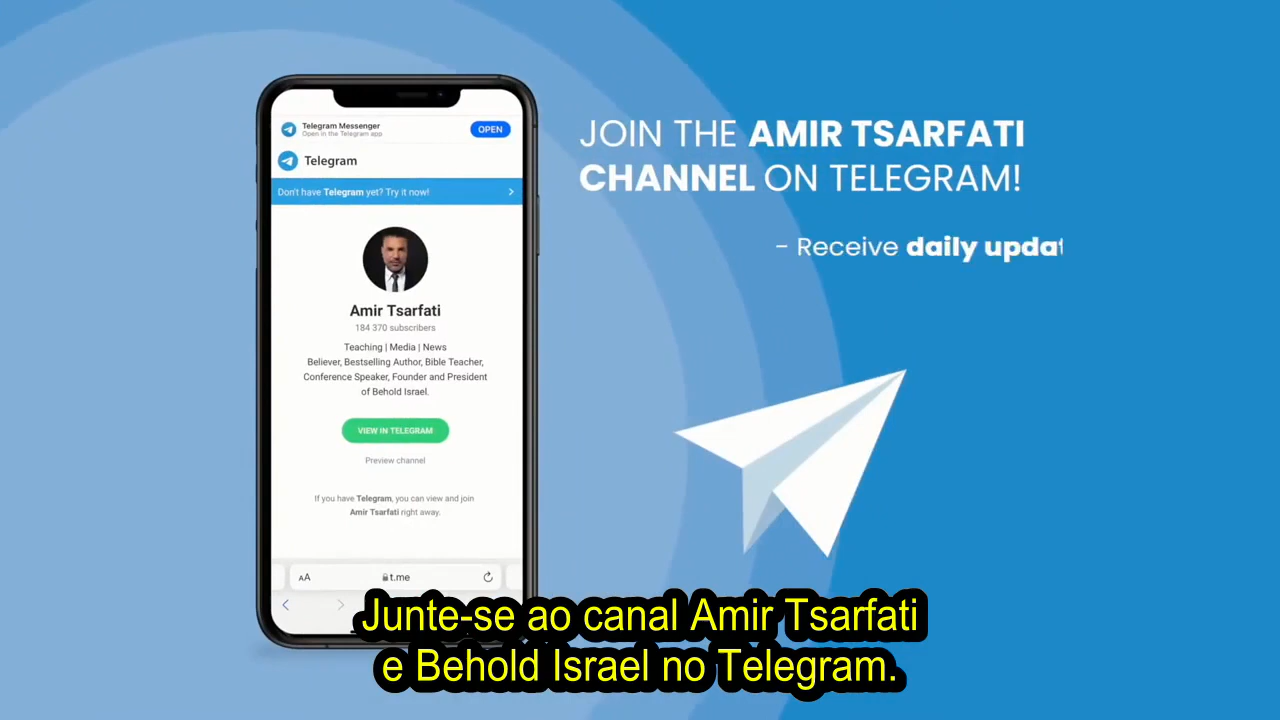 Telegram Messenger
Open in the Telegram app
OPEN
Telegram
Don't have Telegram yet? Try it now!
Amir Tsarfati
184 370 subscribers
Teaching | Media | News
Believer, Bestselling Author, Bible Teacher,
Conference Speaker, Founder and President
of Behold Israel.
VIEW IN TELEGRAM
Preview channel
If you have Telegram, you can view and join
Amir Tsarfati right away.
AA
t.me
JOIN THE AMIR TSARFATI
CHANNEL ON TELEGRAM!
- Receive daily updat
Junte-se ao canal Amir Tsarfati
e Behold Israel no Telegram.